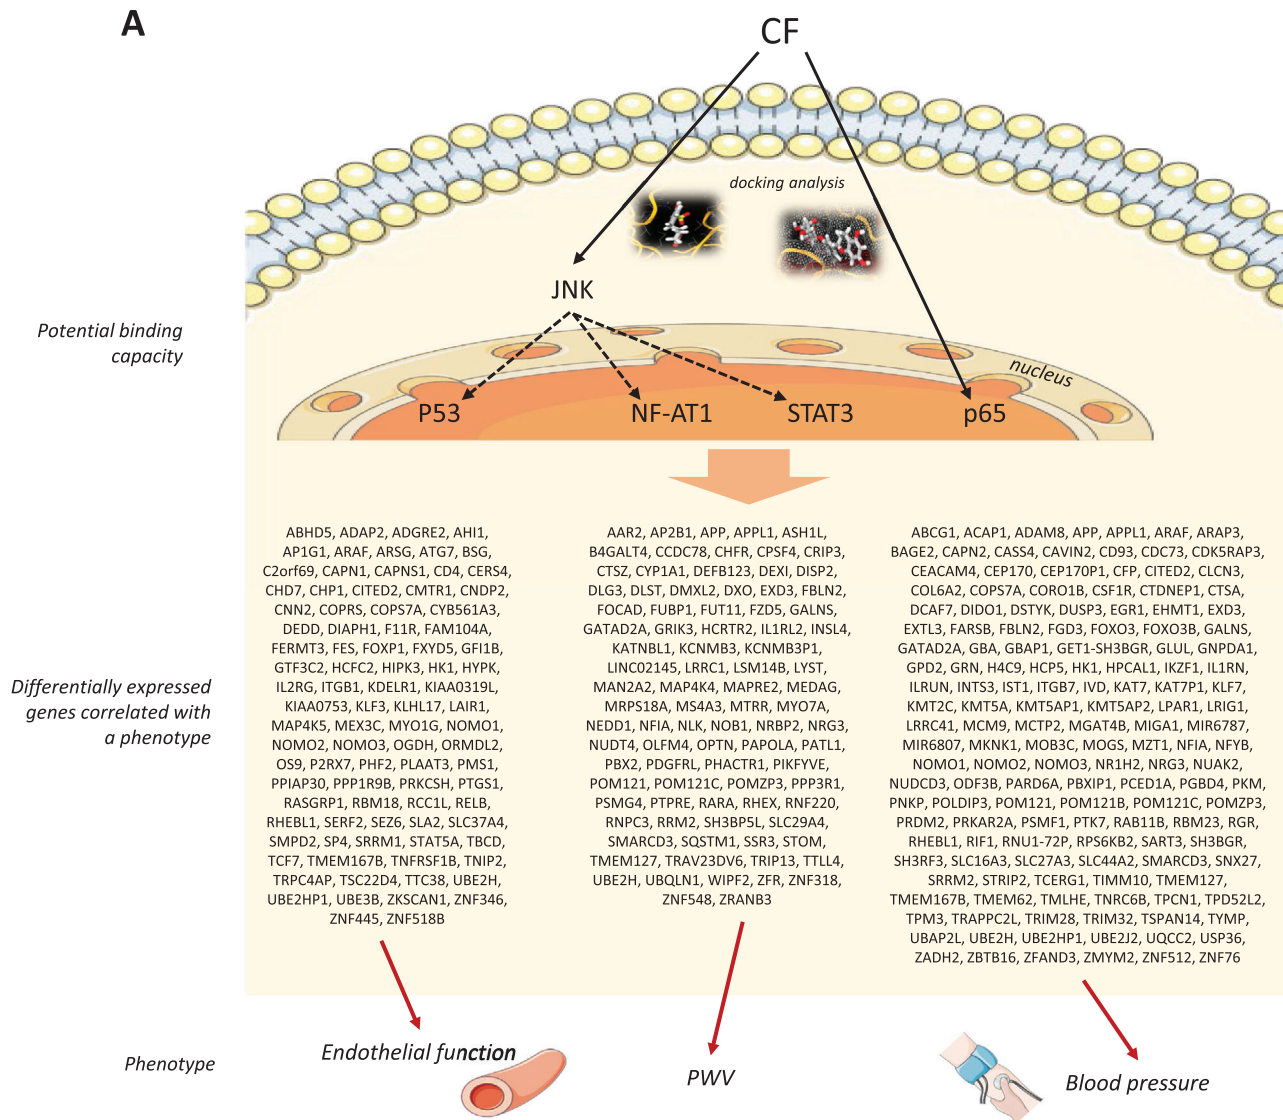 A
CF
docking analysis
JNK
Potential binding
capacity
nucleus
P53
NF-AT1
STAT3
p65
Differentially expressed
genes correlated with
a phenotype
ABHD5, ADAP2, ADGRE2, AHI1,
AP1G1, ARAF, ARSG, ATG7, BSG,
C2orf69, CAPN1, CAPNS1, CD4, CERS4,
CHD7, CHP1, CITED2, CMTR1, CNDP2,
CNN2, COPRS, COPS7A, CYB561A3,
DEDD, DIAPH1, F11R, FAM104A,
FERMT3, FES, FOXP1, FXYD5, GFI1B,
GTF3C2, HCFC2, HIPK3, HK1, HYPK,
IL2RG, ITGB1, KDELR1, KIAA0319L,
KIAA0753, KLF3, KLHL17, LAIR1,
MAP4K5, MEX3C, MYO1G, NOMO1,
NOMO2, NOMO3, OGDH, ORMDL2,
OS9, P2RX7, PHF2, PLAAT3, PMS1,
PPIAP30, PPP1R9B, PRKCSH, PTGS1,
RASGRP1, RBM18, RCC1L, RELB,
RHEBL1, SERF2, SEZ6, SLA2, SLC37A4,
SMPD2, SP4, SRRM1, STAT5A, TBCD,
TCF7, TMEM167B, TNFRSF1B, TNIP2,
TRPC4AP, TSC22D4, TTC38, UBE2H,
UBE2HP1, UBE3B, ZKSCAN1, ZNF346,
ZNF445, ZNF518B
AAR2, AP2B1, APP, APPL1, ASH1L,
B4GALT4, CCDC78, CHFR, CPSF4, CRIP3,
CTSZ, CYP1A1, DEFB123, DEXI, DISP2,
DLG3, DLST, DMXL2, DXO, EXD3, FBLN2,
FOCAD, FUBP1, FUT11, FZD5, GALNS,
GATAD2A, GRIK3, HCRTR2, IL1RL2, INSL4,
KATNBL1, KCNMB3, KCNMB3P1,
LINC02145, LRRC1, LSM14B, LYST,
MAN2A2, MAP4K4, MAPRE2, MEDAG,
MRPS18A, MS4A3, MTRR, MYO7A,
NEDD1, NFIA, NLK, NOB1, NRBP2, NRG3,
NUDT4, OLFM4, OPTN, PAPOLA, PATL1,
PBX2, PDGFRL, PHACTR1, PIKFYVE,
POM121, POM121C, POMZP3, PPP3R1,
PSMG4, PTPRE, RARA, RHEX, RNF220,
RNPC3, RRM2, SH3BP5L, SLC29A4,
SMARCD3, SQSTM1, SSR3, STOM,
TMEM127, TRAV23DV6, TRIP13, TTLL4,
UBE2H, UBQLN1, WIPF2, ZFR, ZNF318,
ZNF548, ZRANB3
ABCG1, ACAP1, ADAM8, APP, APPL1, ARAF, ARAP3,
BAGE2, CAPN2, CASS4, CAVIN2, CD93, CDC73, CDK5RAP3,
CEACAM4, CEP170, CEP170P1, CFP, CITED2, CLCN3,
COL6A2, COPS7A, CORO1B, CSF1R, CTDNEP1, CTSA,
DCAF7, DIDO1, DSTYK, DUSP3, EGR1, EHMT1, EXD3,
EXTL3, FARSB, FBLN2, FGD3, FOXO3, FOXO3B, GALNS,
GATAD2A, GBA, GBAP1, GET1-SH3BGR, GLUL, GNPDA1,
GPD2, GRN, H4C9, HCP5, HK1, HPCAL1, IKZF1, IL1RN,
ILRUN, INTS3, IST1, ITGB7, IVD, KAT7, KAT7P1, KLF7,
KMT2C, KMT5A, KMT5AP1, KMT5AP2, LPAR1, LRIG1,
LRRC41, MCM9, MCTP2, MGAT4B, MIGA1, MIR6787,
MIR6807, MKNK1, MOB3C, MOGS, MZT1, NFIA, NFYB,
NOMO1, NOMO2, NOMO3, NR1H2, NRG3, NUAK2,
NUDCD3, ODF3B, PARD6A, PBXIP1, PCED1A, PGBD4, PKM,
PNKP, POLDIP3, POM121, POM121B, POM121C, POMZP3,
PRDM2, PRKAR2A, PSMF1, PTK7, RAB11B, RBM23, RGR,
RHEBL1, RIF1, RNU1-72P, RPS6KB2, SART3, SH3BGR,
SH3RF3, SLC16A3, SLC27A3, SLC44A2, SMARCD3, SNX27,
SRRM2, STRIP2, TCERG1, TIMM10, TMEM127,
TMEM167B, TMEM62, TMLHE, TNRC6B, TPCN1, TPD52L2,
TPM3, TRAPPC2L, TRIM28, TRIM32, TSPAN14, TYMP,
UBAP2L, UBE2H, UBE2HP1, UBE2J2, UQCC2, USP36,
ZADH2, ZBTB16, ZFAND3, ZMYM2, ZNF512, ZNF76
Phenotype
Endothelial function
PWV
Blood pressure